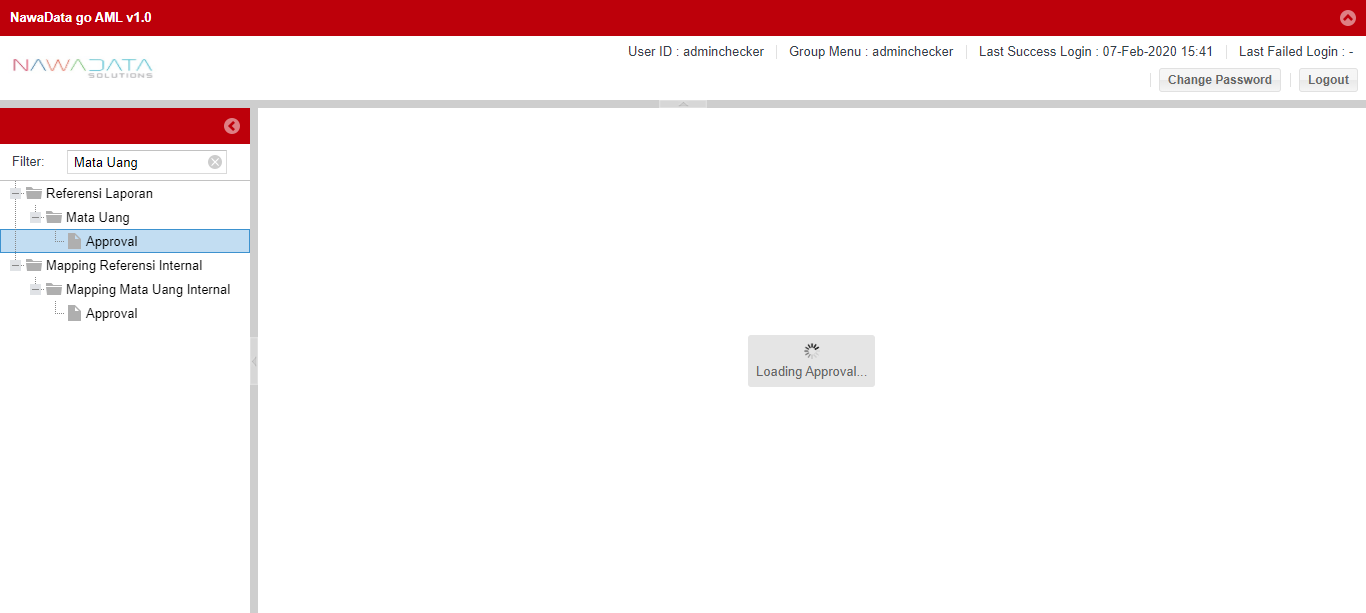 NawaData go AML v1.0
User ID : adminchecker Group Menu : adminchecker Last Success Login : 07-Feb-2020 15:41 Last Failed Login : -
NAWADATA
SOLUTIONS
Change Password Logout
Filter: Mata Uang
Referensi Laporan
Mata Uang
Approval
Mapping Referensi Internal
Mapping Mata Uang Internal
Approval
Loading Approval...